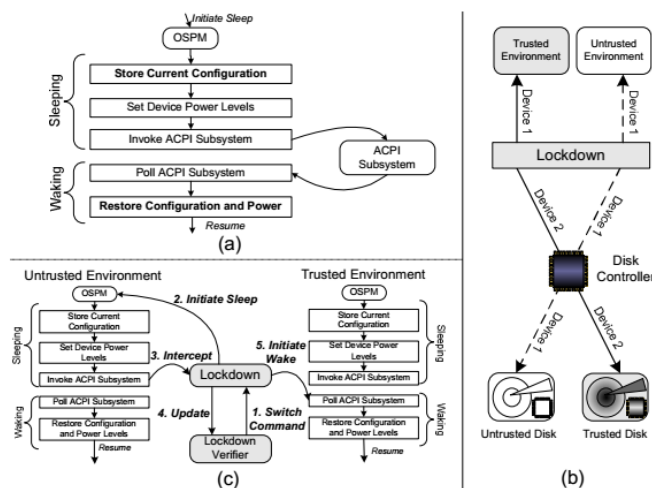 Initiate Sleep
OSPM
Store Current Configuration
Set Device Power Levels
Invoke ACPI Subsystem
Sleeping
ACPI
Subsystem
Poll ACPI Subsystem
Restore Configuration and Power
Waking
Resume
(a)
Untrusted Environment
OSPM
Store Current
Configuration
Set Device Power
Levels
Invoke ACPI Subsystem
Sleeping
Poll ACPI Subsystem
Restore Configuration
and Power Levels
Waking
Resume
2. Initiate Sleep
3. Intercept
Lockdown
5. Initiate
Wake
4. Update
1. Switch
Command
Lockdown
Verifier
Trusted Environment
OSPM
Store Current
Configuration
Set Device Power
Levels
Invoke ACPI Subsystem
Sleeping
Poll ACPI Subsystem
Restore Configuration
and Power Levels
Waking
Resume
(c)
Trusted
Environment
Untrusted
Environment
Device 1
Device 1
Lockdown
Device 2
Device 1
Disk
Controller
Device 1
Device 2
Untrusted Disk
Trusted Disk
(b)